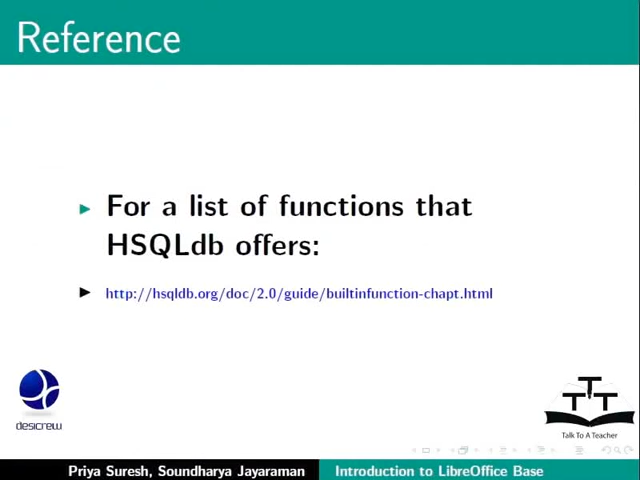 Reference
For a list of functions that
HSQLdb offers:
http://hsqldb.org/doc/2.0/guide/builtinfunction-chapt.html
desicrew
T T T
Talk To A Teacher
Priya Suresh, Soundharya Jayaraman
Introduction to LibreOffice Base